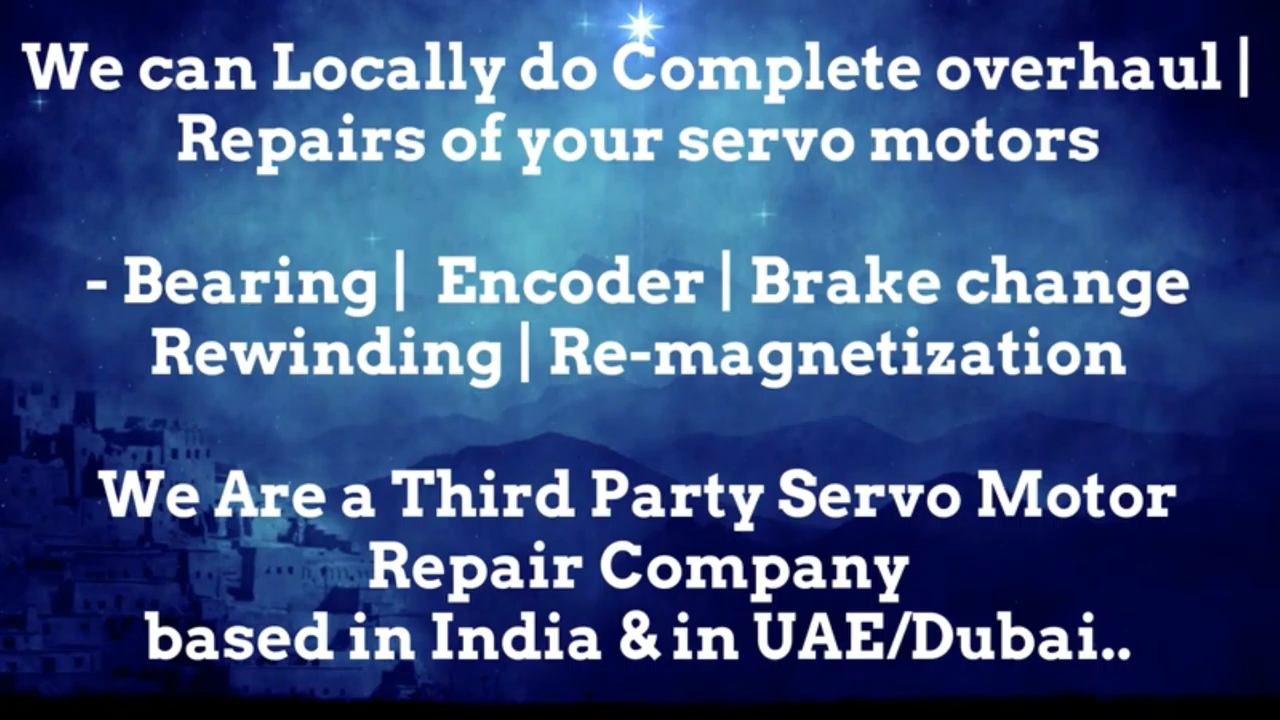 We can Locally do Complete overhaul |
Repairs of your servo motors
- Bearing | Encoder | Brake change
Rewinding | Re-magnetization
We Are a Third Party Servo Motor
Repair Company
based in India & in UAE/Dubai..